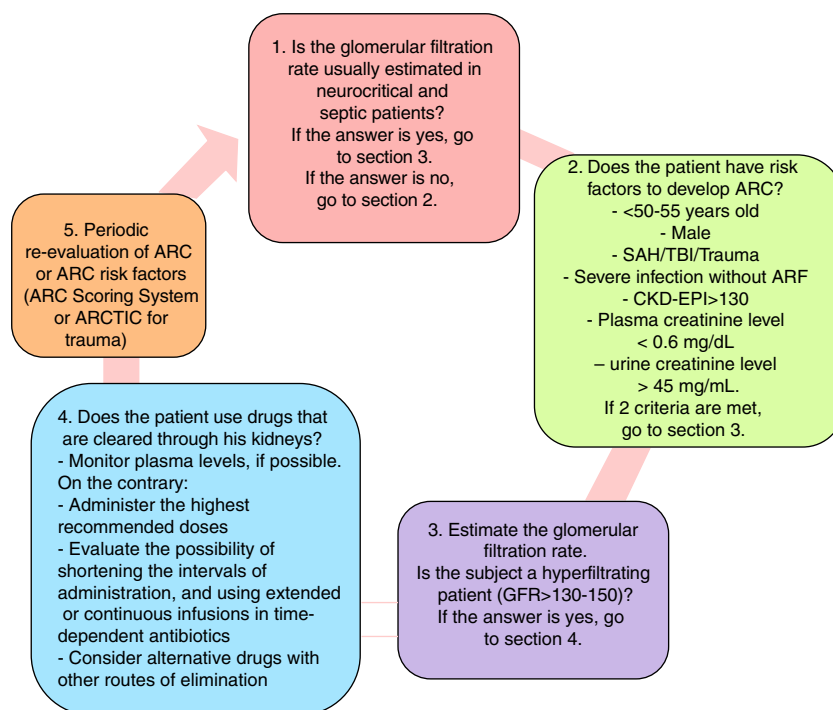 1. Is the glomerular filtration
rate usually estimated in
neurocritical and
septic patients?
If the answer is yes, go
to section 3.
If the answer is no,
go to section 2.
2. Does the patient have risk
factors to develop ARC?
- <50-55 years old
- Male
- SAH/TBI/Trauma
- Severe infection without ARF
- CKD-EPI>130
- Plasma creatinine level
< 0.6 mg/dL
– urine creatinine level
> 45 mg/mL.
If 2 criteria are met,
go to section 3.
3. Estimate the glomerular
filtration rate.
Is the subject a hyperfiltrating
patient (GFR>130-150)?
If the answer is yes, go
to section 4.
4. Does the patient use drugs that
are cleared through his kidneys?
- Monitor plasma levels, if possible.
On the contrary:
- Administer the highest
recommended doses
- Evaluate the possibility of
shortening the intervals of
administration, and using extended
or continuous infusions in time-
dependent antibiotics
- Consider alternative drugs with
other routes of elimination
5. Periodic
re-evaluation of ARC
or ARC risk factors
(ARC Scoring System
or ARCTIC for
trauma)